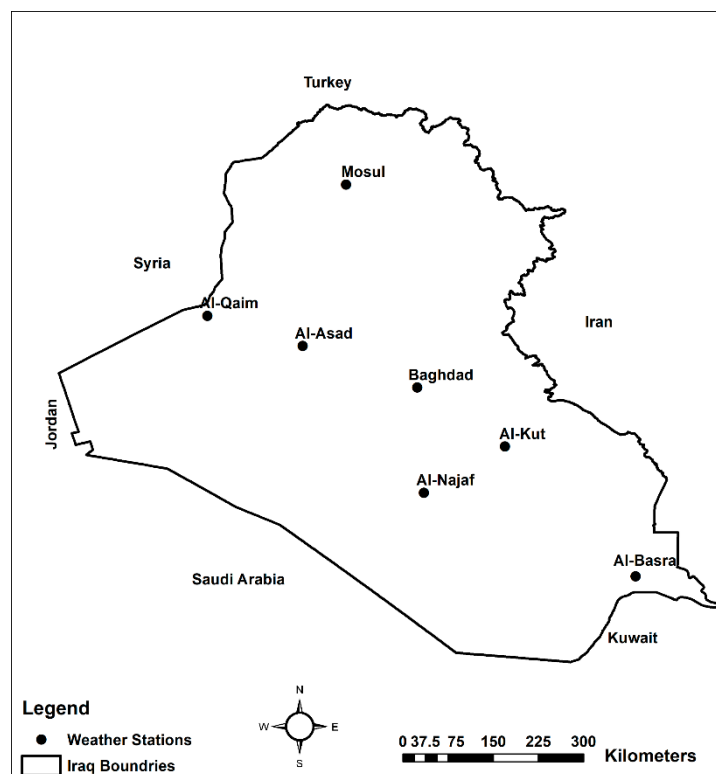 Turkey
Mosul
Syria
Al-Qaim
Iran
Al-Asad
Baghdad
Jordan
Al-Kut
Al-Najaf
Al-Basra
Saudi Arabia
Kuwait
Legend
Weather Stations
Iraq Boundries
N
W E
S
0 37.5 75 150 225 300
Kilometers